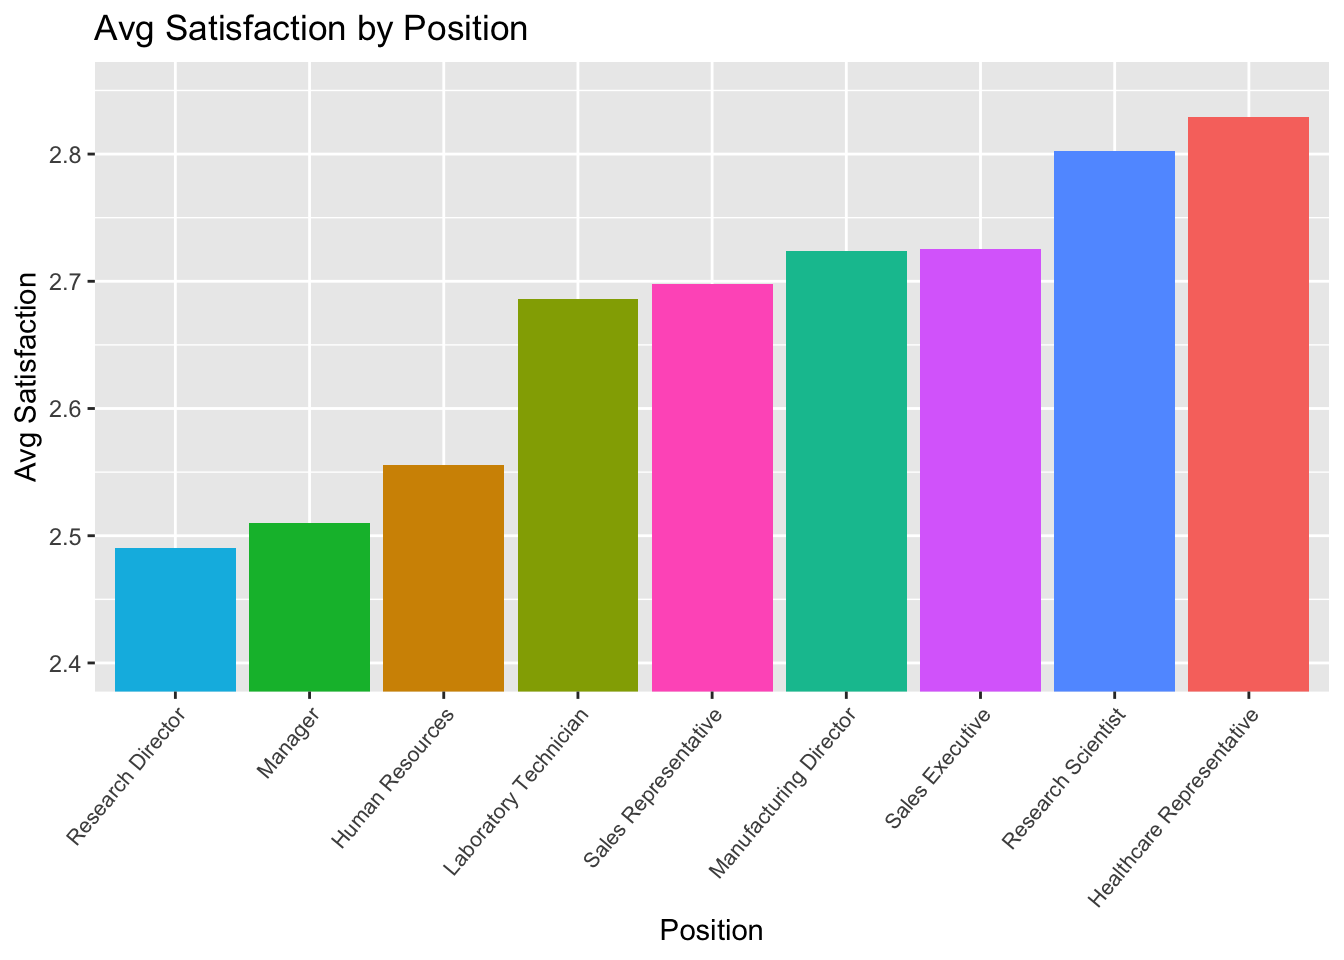 Avg Satisfaction by Position
Avg Satisfaction
2.8
2.7
2.6
2.5
2.4
Research Director
Manager
Human Resources
Laboratory Technician
Sales Representative
Manufacturing Director
Sales Executive
Research Scientist
Healthcare Representative
Position